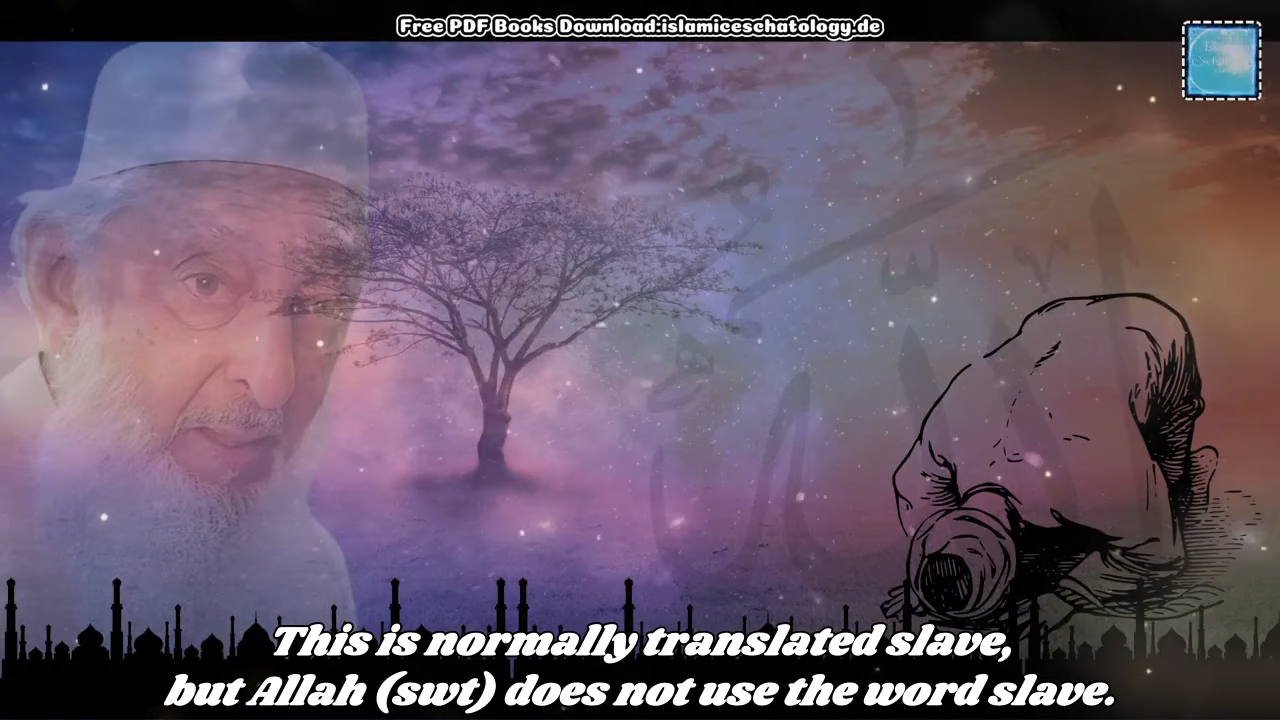 Free PDF Books Download:islamiceschatology.de
This is normally translated slave,
but Allah (swt) does not use the word slave.